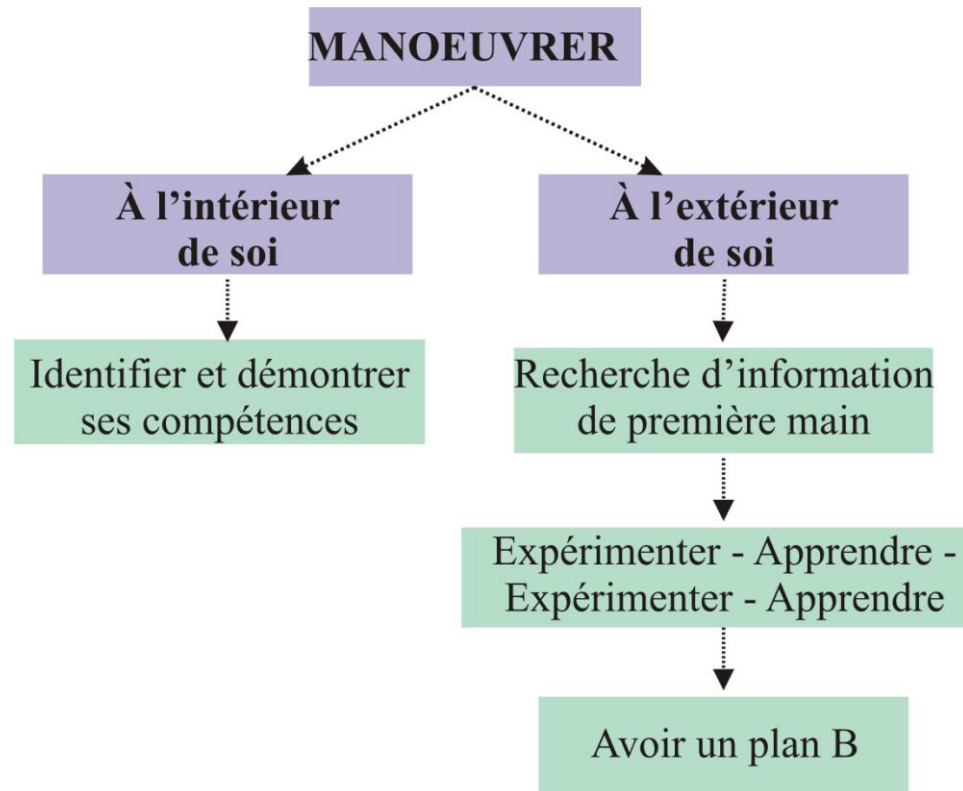 MANOEUVRER
À l’intérieur
de soi
À l’extérieur
de soi
Identifier et démontrer
ses compétences
Recherche d’information
de première main
Expérimenter - Apprendre -
Expérimenter - Apprendre
Avoir un plan B